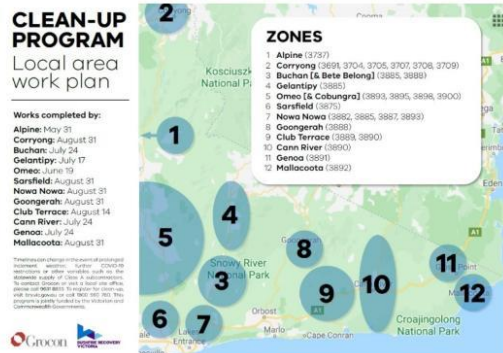 CLEAN-UP
PROGRAM
Local area
work plan
Works completed by:
Alpine: May 31
Corryong: August 31
Buchan: July 24
Gelantipy: July 17
Omeo: June 19
Sarsfield: August 31
Nowa Nowa: August 31
Goongerah: August 31
Club Terrace: August 14
Cann River: July 24
Genoa: July 24
Mallacoota: August 31
Commonwealth Governments.
Grocon
VICTORIA
ZONES
1 Alpine (3737)
2 Corryong (3691, 3704, 3705, 3707, 3708, 3709)
3 Buchan [& Bete Belong] (3885, 3888)
4 Gelantipy (3885)
5 Omeo [& Cobungra] (3893, 3895, 3898, 3900)
6 Sarsfield (3875)
7 Nowa Nowa (3882, 3885, 3887, 3893)
8 Goongerah (3888)
9 Club Terrace (3889, 3890)
10 Cann River (3890)
11 Genoa (3891)
12 Mallacoota (3892)
2
Cooma
1
4
5
Snowy River
National Park
3
8
9
10
11
12
6
7
Orbost
Marlo
Cape Conran
Entrance
Croajingolong
National Park
Eden
A1
A1